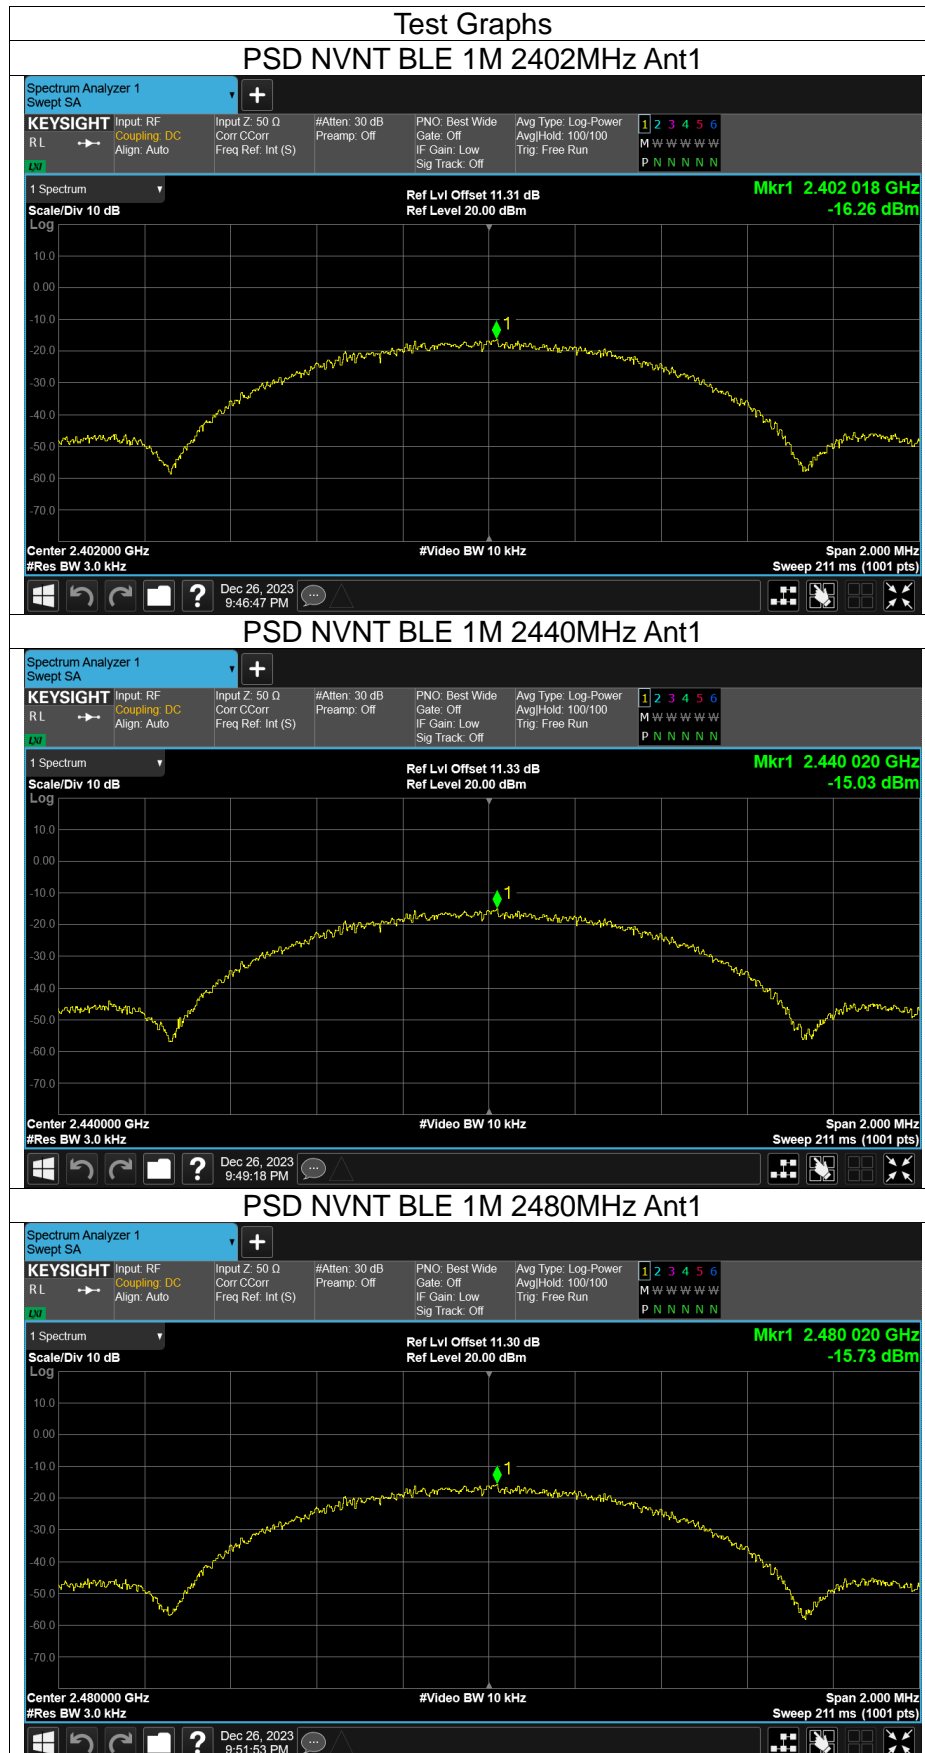 Test Graphs
PSD NVNT BLE 1M 2402MHz Ant1
Spectrum Analyzer 1
Swept SA
+
KEYSIGHT Input: RF Input Z: 50 Ω #Atten: 30 dB PNO: Best Wide Avg Type: Log-Power 1 2 3 4 5 6
RL Coupling: DC Corr CCorr Preamp: Off Gate: Off Avg|Hold: 100/100 M W W W W W
Align: Auto Freq Ref: Int (S) IF Gain: Low Trig: Free Run P N N N N N
LXI Sig Track: Off
1 Spectrum Ref Lvl Offset 11.31 dB Mkr1 2.402 018 GHz
Scale/Div 10 dB Ref Level 20.00 dBm -16.26 dBm
Log
10.0
0.00
-10.0
1
-20.0
-30.0
-40.0
-50.0
-60.0
-70.0
Center 2.402000 GHz #Video BW 10 kHz Span 2.000 MHz
#Res BW 3.0 kHz Sweep 211 ms (1001 pts)
? Dec 26, 2023
9:46:47 PM
PSD NVNT BLE 1M 2440MHz Ant1
Spectrum Analyzer 1
Swept SA
+
KEYSIGHT Input: RF Input Z: 50 Ω #Atten: 30 dB PNO: Best Wide Avg Type: Log-Power 1 2 3 4 5 6
RL Coupling: DC Corr CCorr Preamp: Off Gate: Off Avg|Hold: 100/100 M W W W W W
Align: Auto Freq Ref: Int (S) IF Gain: Low Trig: Free Run P N N N N N
LXI Sig Track: Off
1 Spectrum Ref Lvl Offset 11.33 dB Mkr1 2.440 020 GHz
Scale/Div 10 dB Ref Level 20.00 dBm -15.03 dBm
Log
10.0
0.00
-10.0
1
-20.0
-30.0
-40.0
-50.0
-60.0
-70.0
Center 2.440000 GHz #Video BW 10 kHz Span 2.000 MHz
#Res BW 3.0 kHz Sweep 211 ms (1001 pts)
? Dec 26, 2023
9:49:18 PM
PSD NVNT BLE 1M 2480MHz Ant1
Spectrum Analyzer 1
Swept SA
+
KEYSIGHT Input: RF Input Z: 50 Ω #Atten: 30 dB PNO: Best Wide Avg Type: Log-Power 1 2 3 4 5 6
RL Coupling: DC Corr CCorr Preamp: Off Gate: Off Avg|Hold: 100/100 M W W W W W
Align: Auto Freq Ref: Int (S) IF Gain: Low Trig: Free Run P N N N N N
LXI Sig Track: Off
1 Spectrum Ref Lvl Offset 11.30 dB Mkr1 2.480 020 GHz
Scale/Div 10 dB Ref Level 20.00 dBm -15.73 dBm
Log
10.0
0.00
-10.0
1
-20.0
-30.0
-40.0
-50.0
-60.0
-70.0
Center 2.480000 GHz #Video BW 10 kHz Span 2.000 MHz
#Res BW 3.0 kHz Sweep 211 ms (1001 pts)
? Dec 26, 2023
9:51:53 PM